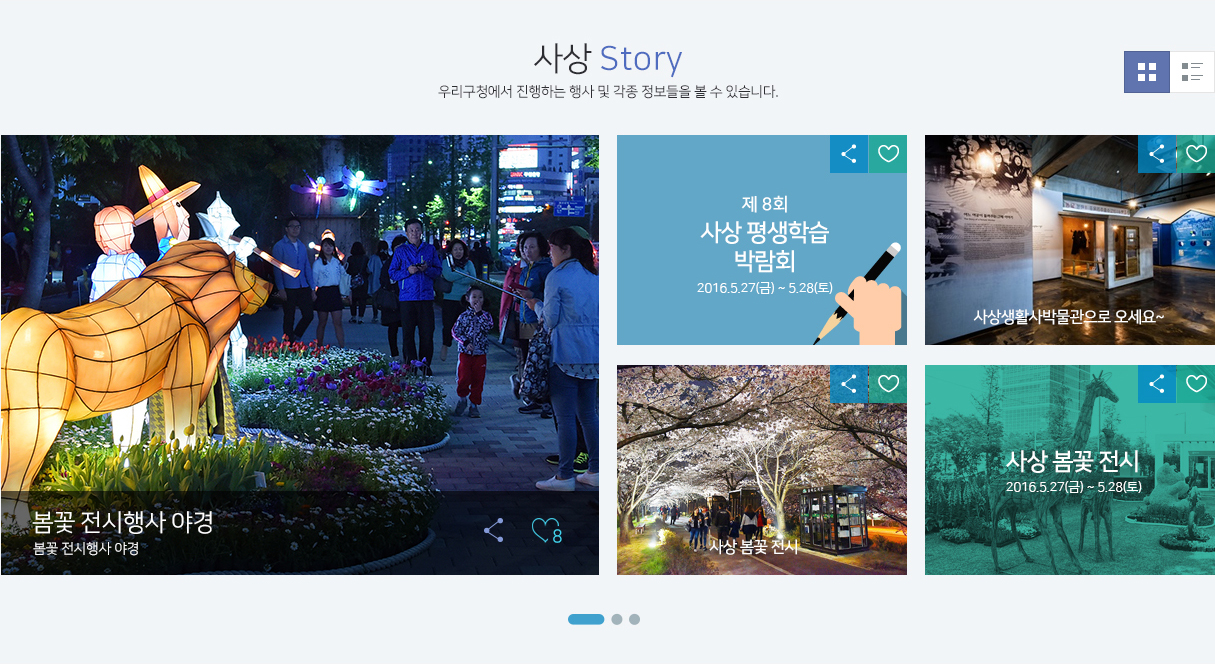 사상 Story
우리구청에서 진행하는 행사 및 각종 정보들을 볼 수 있습니다.
봄꽃 전시행사 야경
봄꽃 전시행사 야경
8
제 8회
사상 평생학습
박람회
2016.5.27(금) ~ 5.28(토)
사상생활사박물관으로 오세요~
사상 봄꽃 전시
사상 봄꽃 전시
2016.5.27(금) ~ 5.28(토)